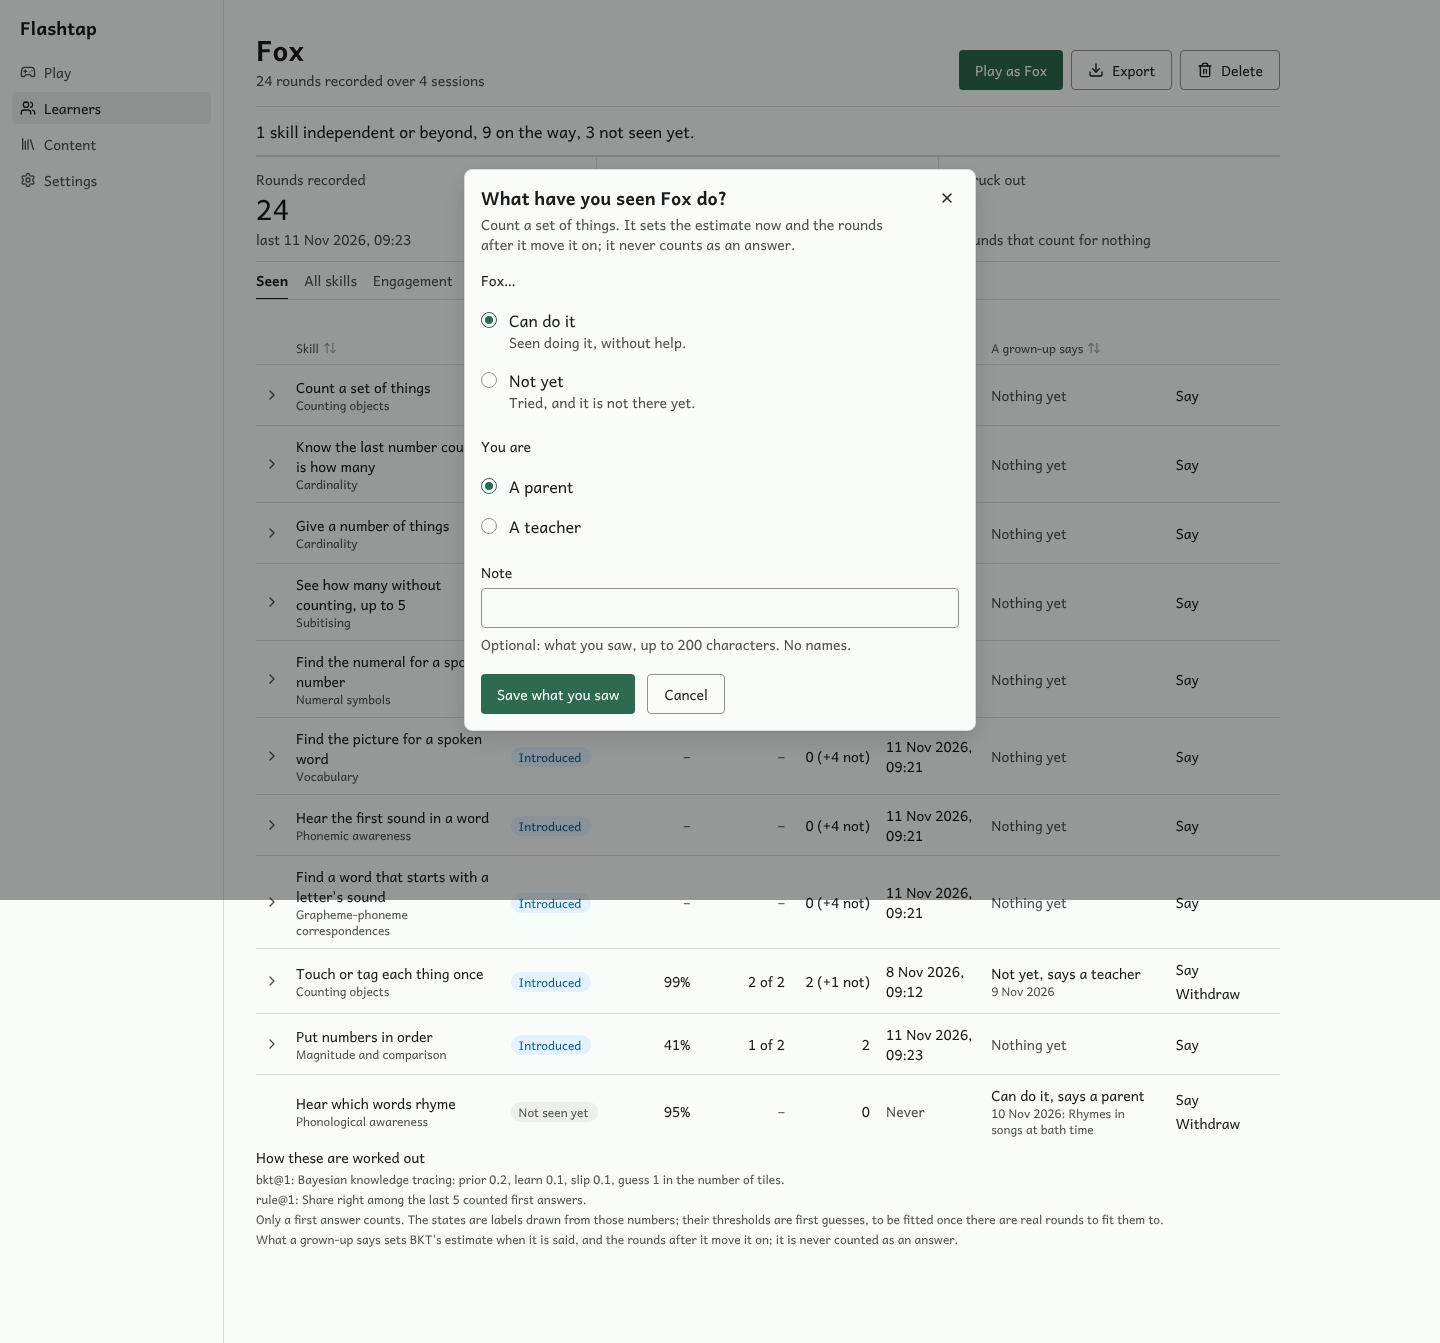 Flashtap
Play
Learners
Content
Settings
Fox
24 rounds recorded over 4 sessions
Play as Fox
Export
Delete
1 skill independent or beyond, 9 on the way, 3 not seen yet.
Rounds recorded
24
last 11 Nov 2026, 09:23
ruck out
unds that count for nothing
Seen
All skills
Engagement
What have you seen Fox do?
Count a set of things. It sets the estimate now and the rounds
after it move it on; it never counts as an answer.
Fox...
Can do it
Seen doing it, without help.
Not yet
Tried, and it is not there yet.
You are
A parent
A teacher
Note
Optional: what you saw, up to 200 characters. No names.
Save what you saw
Cancel
Skill
A grown-up says
Count a set of things
Counting objects
Nothing yet
Say
Know the last number cou
is how many
Cardinality
Nothing yet
Say
Give a number of things
Cardinality
Nothing yet
Say
See how many without
counting, up to 5
Subitising
Nothing yet
Say
Find the numeral for a spo
number
Numeral symbols
Nothing yet
Say
Find the picture for a spoken
word
Vocabulary
Introduced
–
–
0 (+4 not)
11 Nov 2026,
09:21
Nothing yet
Say
Hear the first sound in a word
Phonemic awareness
Introduced
–
–
0 (+4 not)
11 Nov 2026,
09:21
Nothing yet
Say
Find a word that starts with a
letter's sound
Grapheme-phoneme
correspondences
Introduced
–
–
0 (+4 not)
11 Nov 2026,
09:21
Nothing yet
Say
Touch or tag each thing once
Counting objects
Introduced
99%
2 of 2
2 (+1 not)
8 Nov 2026,
09:12
Not yet, says a teacher
9 Nov 2026
Say
Withdraw
Put numbers in order
Magnitude and comparison
Introduced
41%
1 of 2
2
11 Nov 2026,
09:23
Nothing yet
Say
Hear which words rhyme
Phonological awareness
Not seen yet
95%
–
0
Never
Can do it, says a parent
10 Nov 2026: Rhymes in
songs at bath time
Say
Withdraw
How these are worked out
bkt@1: Bayesian knowledge tracing: prior 0.2, learn 0.1, slip 0.1, guess 1 in the number of tiles.
rule@1: Share right among the last 5 counted first answers.
Only a first answer counts. The states are labels drawn from those numbers; their thresholds are first guesses, to be fitted once there are real rounds to fit them to.
What a grown-up says sets BKT's estimate when it is said, and the rounds after it move it on; it is never counted as an answer.